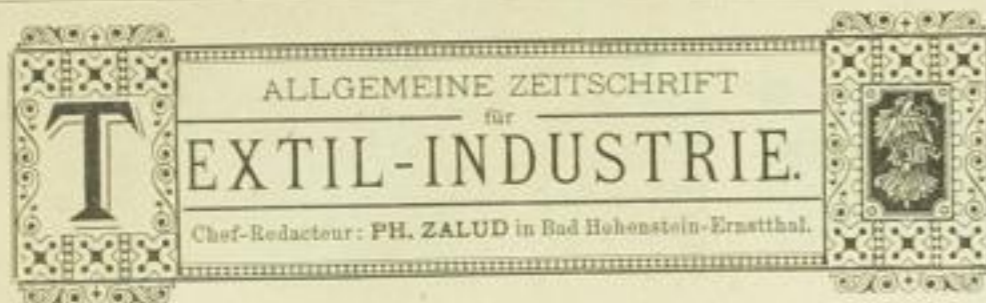 ALLGEMEINE ZEITSCHRIFT
für
TEXTIL-INDUSTRIE.
Chef-Redacteur: PH. ZALUD in Bad Hohenstein-Ernstthal.